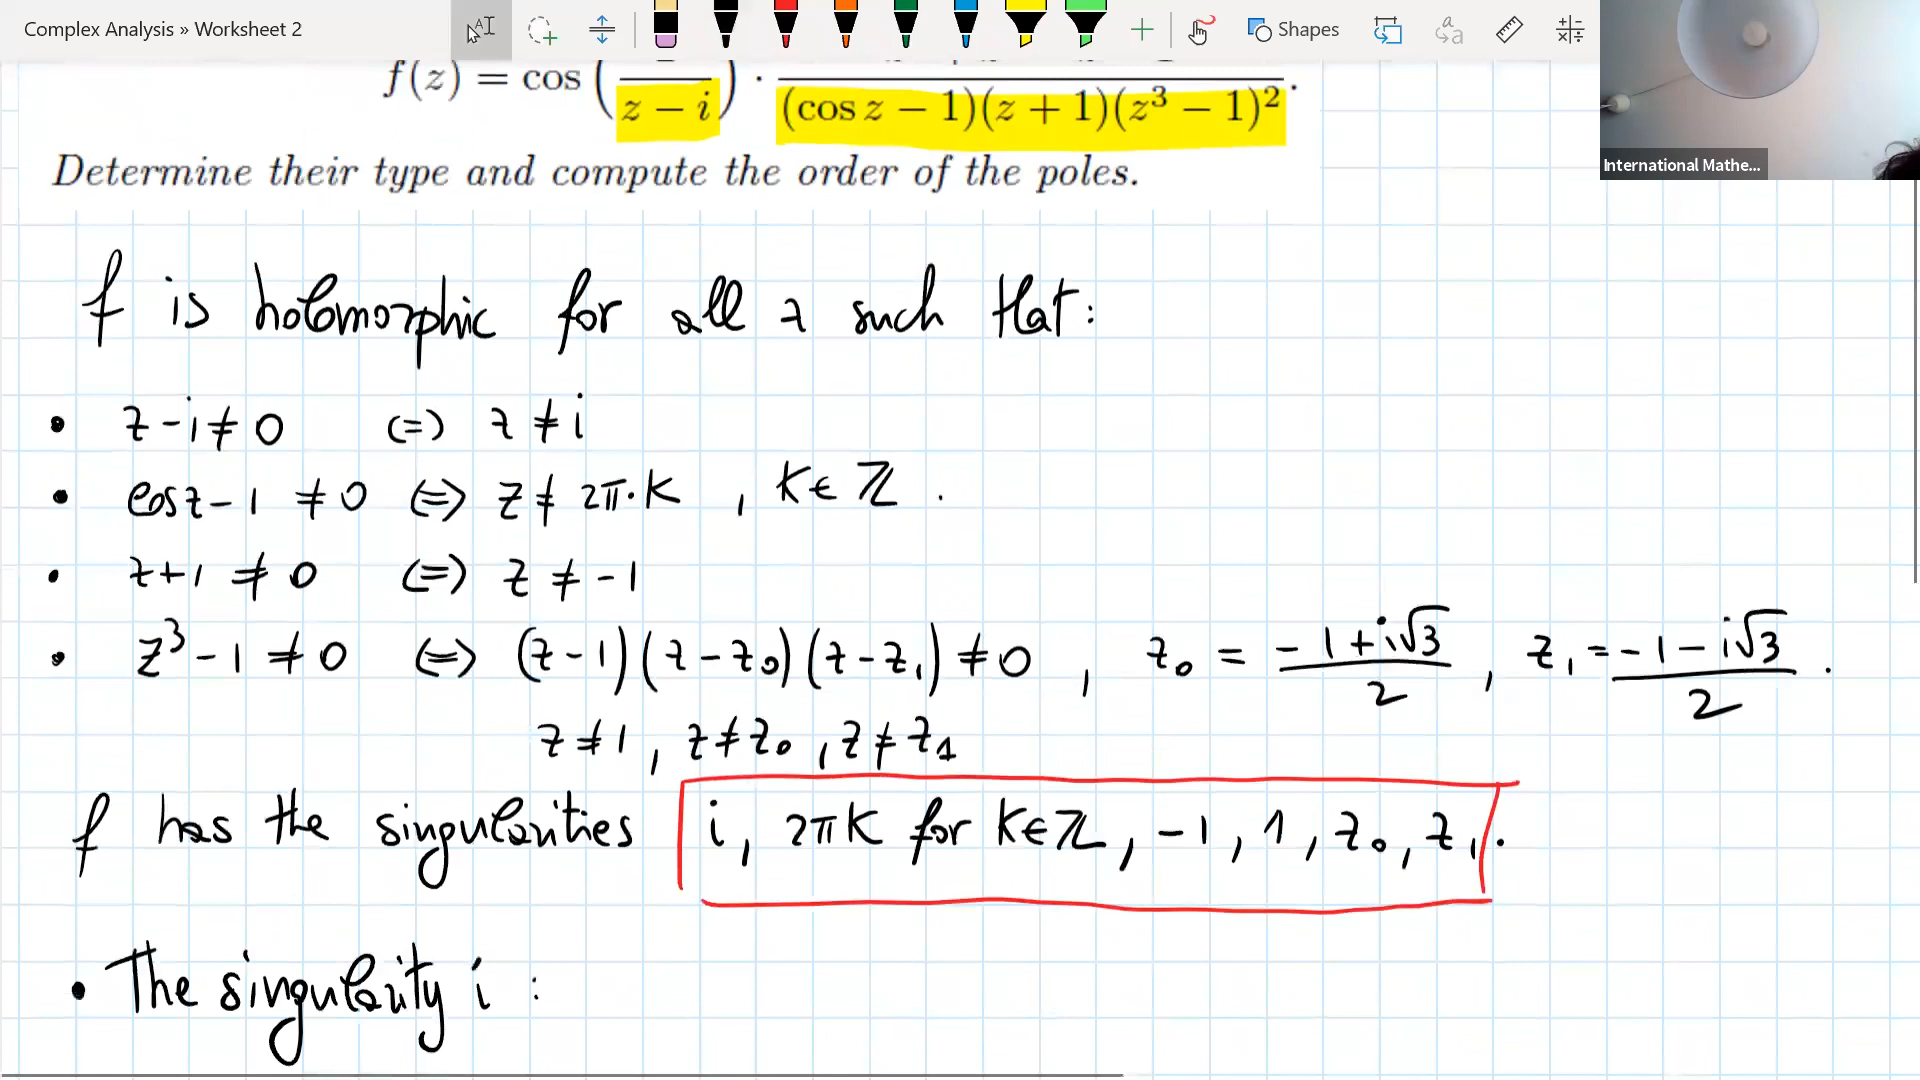 Complex Analysis » Worksheet 2
Shapes
f(z) = cos ( / z − i ) · / (cos z − 1)(z + 1)(z³ − 1)² .
International Mathe...
Determine their type and compute the order of the poles.
f is holomorphic for all z such that:
• z - i ≠ 0 (=) z ≠ i
• cos z - 1 ≠ 0 (=) z ≠ 2π·k , k ∈ ℤ .
• z + 1 ≠ 0 (=) z ≠ -1
• z³ - 1 ≠ 0 (=) (z - 1)(z - z₀)(z - z₁) ≠ 0 , z₀ = (-1 + i√3)/2 , z₁ = (-1 - i√3)/2 .
z ≠ 1, z ≠ z₀, z ≠ z₁
f has the singularities i, 2πk for k ∈ ℤ, -1, 1, z₀, z₁.
• The singularity i :